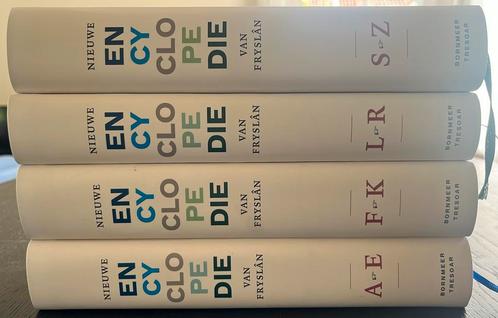 NIEUWE
EN
CY
CLO
PE
DIE
VAN
FRYSLÂN
S & Z
BORNMEER
TRESOAR
NIEUWE
EN
CY
CLO
PE
DIE
VAN
FRYSLÂN
L & R
BORNMEER
TRESOAR
NIEUWE
EN
CY
CLO
PE
DIE
VAN
FRYSLÂN
F & K
BORNMEER
TRESOAR
NIEUWE
EN
CY
CLO
PE
DIE
VAN
FRYSLÂN
A & E
BORNMEER
TRESOAR